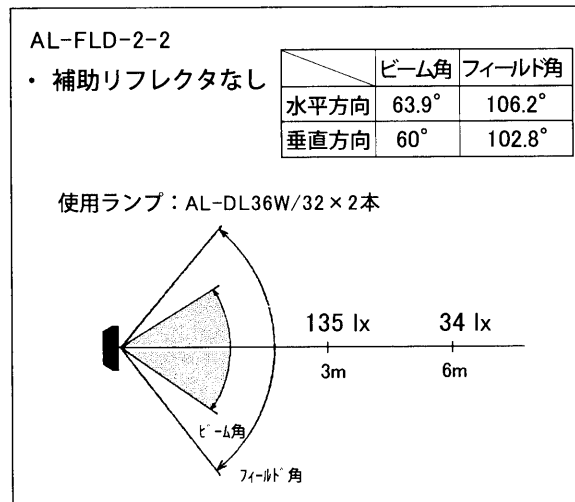 AL-FLD-2-2
・ 補助リフレクタなし
ビーム角 フィールド角
水平方向 63.9° 106.2°
垂直方向 60° 102.8°
使用ランプ：AL-DL36W/32×2本
135 lx 34 lx
3m 6m
ビーム角
フィールド角